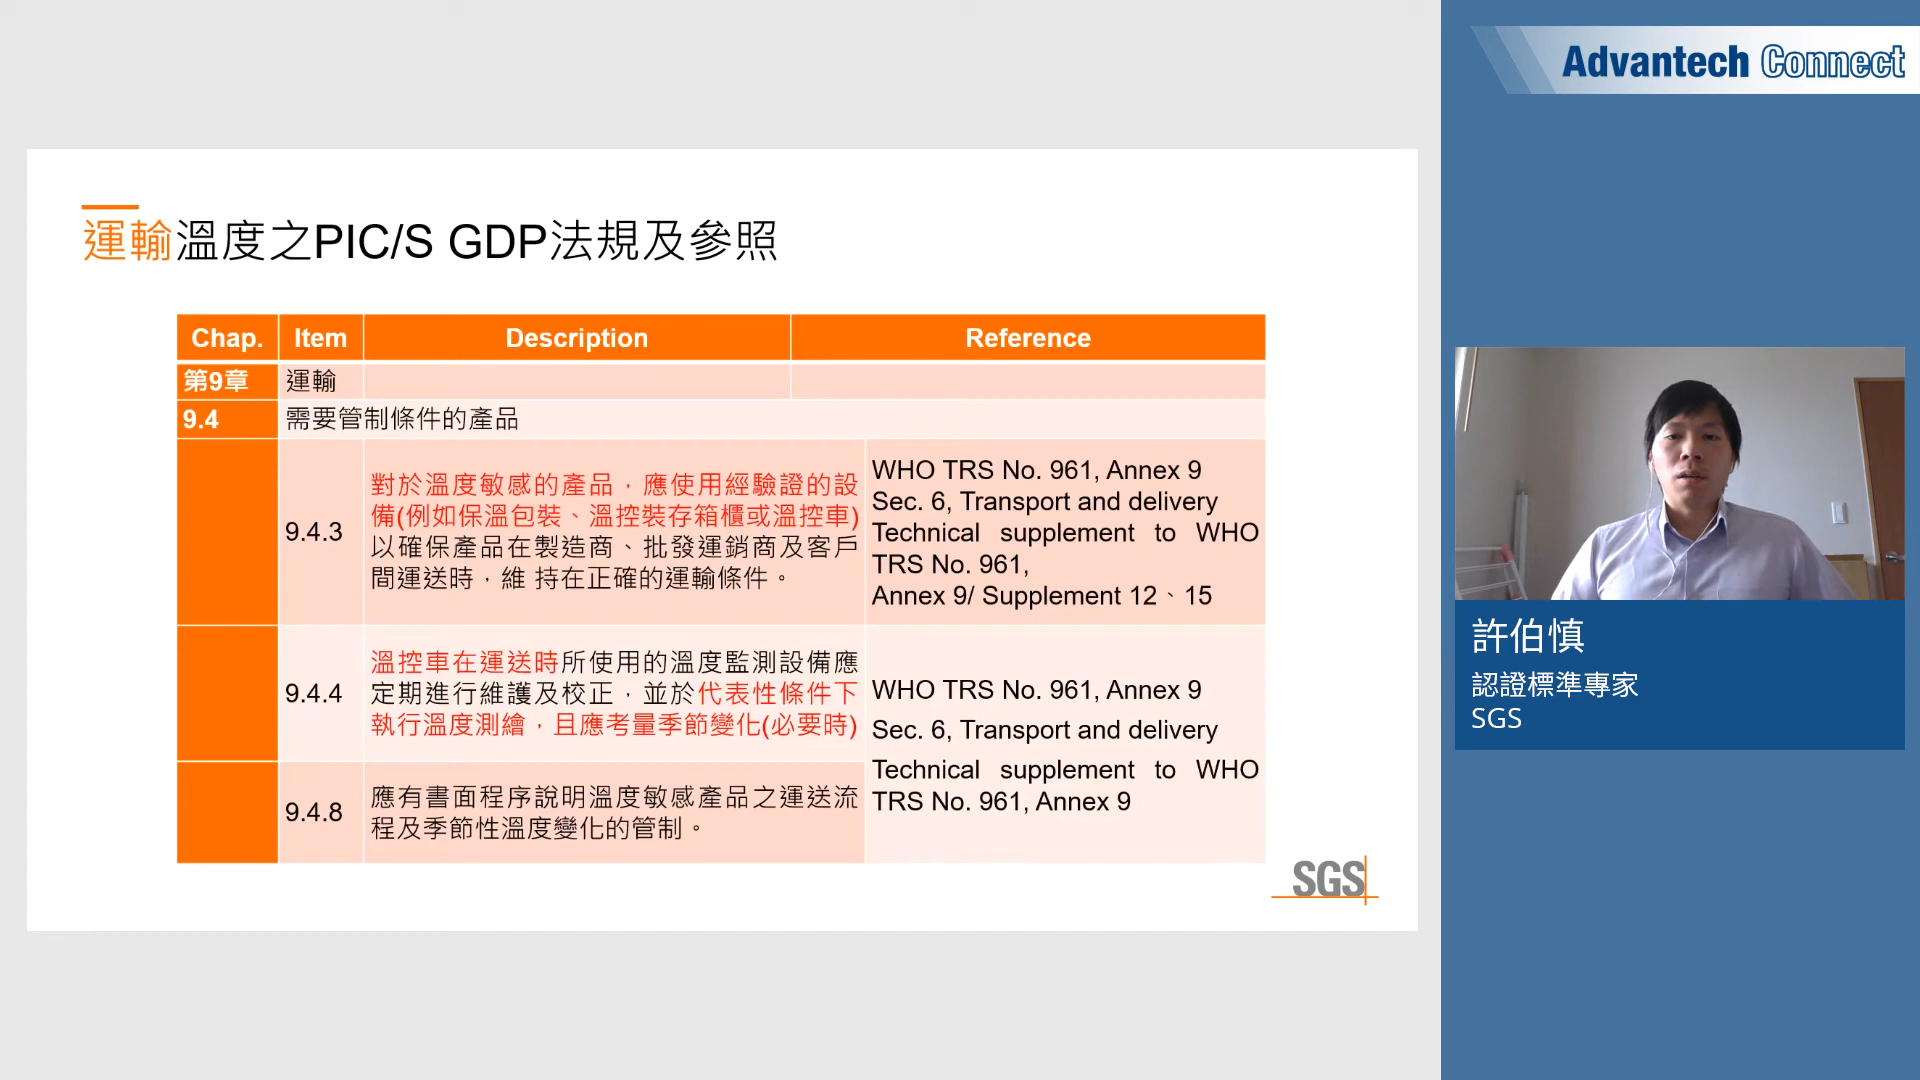 Advantech Connect
運輸溫度之PIC/S GDP法規及參照
Chap. Item Description Reference
第9章 運輸
9.4 需要管制條件的產品
9.4.3
對於溫度敏感的產品，應使用經驗證的設
備(例如保溫包裝、溫控裝存箱櫃或溫控車)
以確保產品在製造商、批發運銷商及客戶
間運送時，維 持在正確的運輸條件。
WHO TRS No. 961, Annex 9
Sec. 6, Transport and delivery
Technical supplement to WHO
TRS No. 961,
Annex 9/ Supplement 12、15
9.4.4
溫控車在運送時所使用的溫度監測設備應
定期進行維護及校正，並於代表性條件下
執行溫度測繪，且應考量季節變化(必要時)
WHO TRS No. 961, Annex 9
Sec. 6, Transport and delivery
Technical supplement to WHO
TRS No. 961, Annex 9
9.4.8
應有書面程序說明溫度敏感產品之運送流
程及季節性溫度變化的管制。
SGS
許伯慎
認證標準專家
SGS